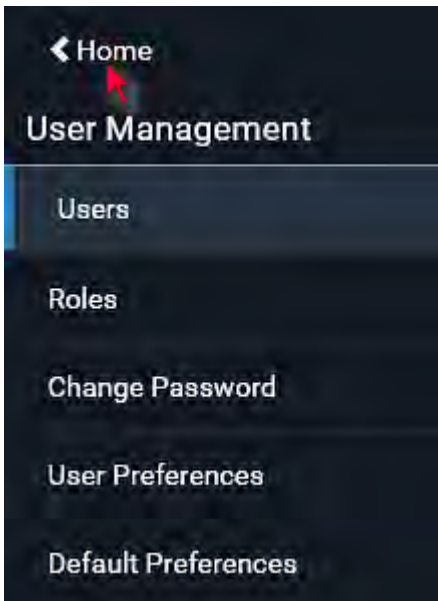 Home
User Management
Users
Roles
Change Password
User Preferences
Default Preferences